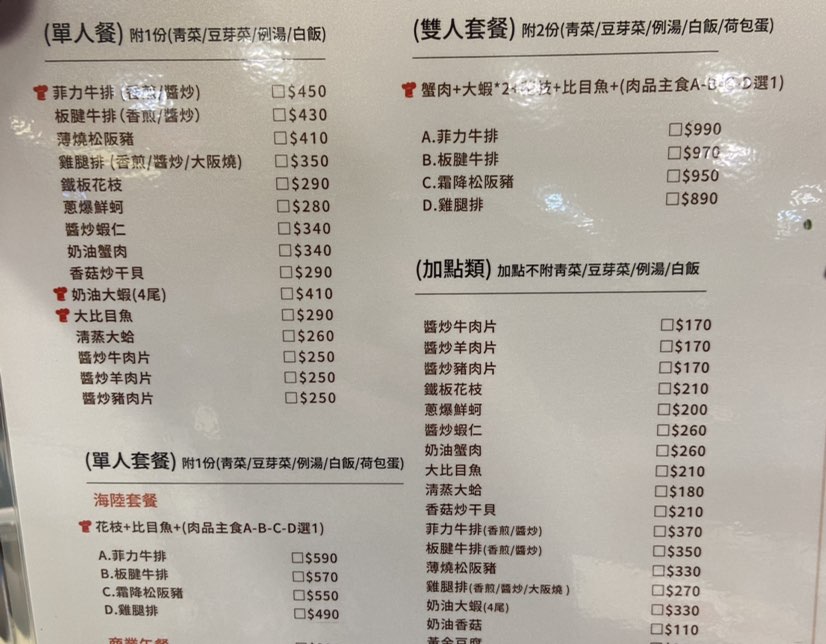 (單人餐) 附1份(青菜/豆芽菜/例湯/白飯)
菲力牛排 (香煎/醬炒) □$450
板腱牛排(香煎/醬炒) □$430
薄燒松阪豬 □$410
雞腿排 (香煎/醬炒/大阪燒) □$350
鐵板花枝 □$290
蔥爆鮮蚵 □$280
醬炒蝦仁 □$340
奶油蟹肉 □$340
香菇炒干貝 □$290
奶油大蝦(4尾) □$410
大比目魚 □$290
清蒸大蛤 □$260
醬炒牛肉片 □$250
醬炒羊肉片 □$250
醬炒豬肉片 □$250
(單人套餐) 附1份(青菜/豆芽菜/例湯/白飯/荷包蛋)
海陸套餐
花枝+比目魚+(肉品主食A-B-C-D選1)
A.菲力牛排 □$590
B.板腱牛排 □$570
C.霜降松阪豬 □$550
D.雞腿排 □$490
(雙人套餐) 附2份(青菜/豆芽菜/例湯/白飯/荷包蛋)
蟹肉+大蝦*2+花枝+比目魚+(肉品主食A-B-C-D選1)
A.菲力牛排 □$990
B.板腱牛排 □$970
C.霜降松阪豬 □$950
D.雞腿排 □$890
(加點類) 加點不附青菜/豆芽菜/例湯/白飯
醬炒牛肉片 □$170
醬炒羊肉片 □$170
醬炒豬肉片 □$170
鐵板花枝 □$210
蔥爆鮮蚵 □$200
醬炒蝦仁 □$260
奶油蟹肉 □$260
大比目魚 □$210
清蒸大蛤 □$180
香菇炒干貝 □$210
菲力牛排(香煎/醬炒) □$370
板腱牛排(香煎/醬炒) □$350
薄燒松阪豬 □$330
雞腿排(香煎/醬炒/大阪燒) □$270
奶油大蝦(4尾) □$330
奶油香菇 □$110